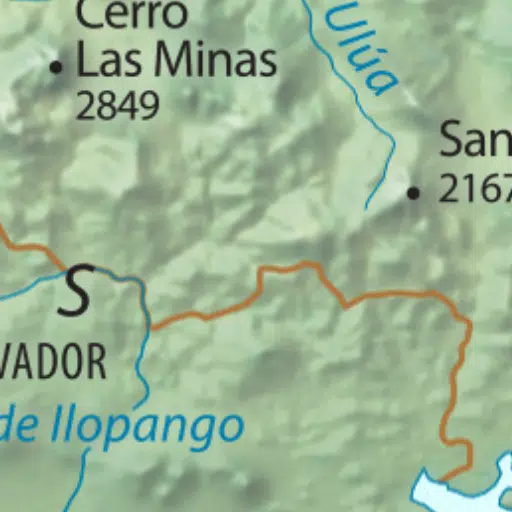 Cerro
Las Minas
2849
Ulúa
San
2167
S
VADOR
de Ilopango